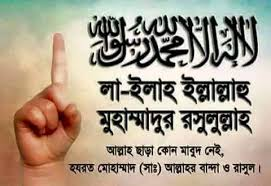 لا إله إلا الله محمد رسول الله
লা-ইলাহ ইল্লাল্লাহু
মুহাম্মাদুর রসুলুল্লাহ
আল্লাহ ছাড়া কোন মাবুদ নেই,
হযরত মোহাম্মাদ (সাঃ) আল্লাহর বান্দা ও রাসুল।